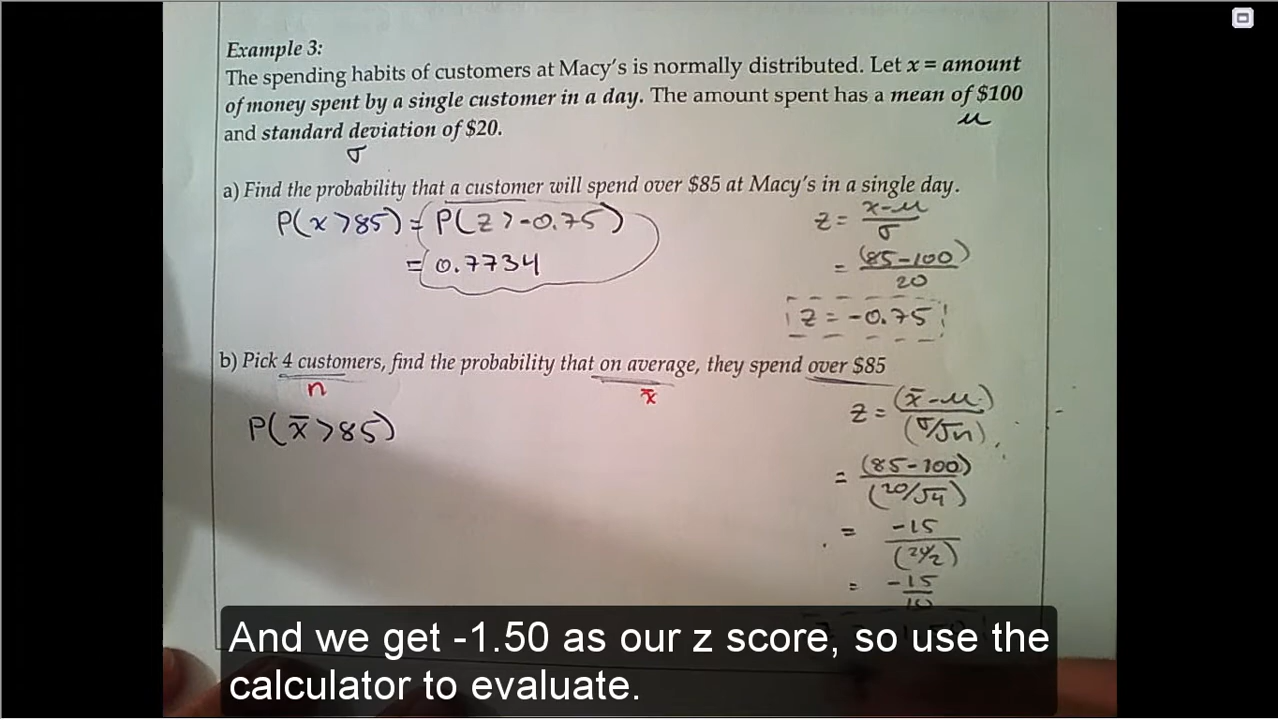 Example 3:
The spending habits of customers at Macy's is normally distributed. Let x = amount
of money spent by a single customer in a day. The amount spent has a mean of $100
μ
and standard deviation of $20.
σ
a) Find the probability that a customer will spend over $85 at Macy's in a single day.
P(x>85) = P(z>-0.75)
= 0.7734
z = x-μ / σ
= (85-100) / 20
z = -0.75
b) Pick 4 customers, find the probability that on average, they spend over $85
n
x̄
P(x̄>85)
z = (x̄-μ) / (σ/√n)
= (85-100) / (20/√4)
= -15 / (20/2)
= -15 / 10
And we get -1.50 as our z score, so use the
calculator to evaluate.